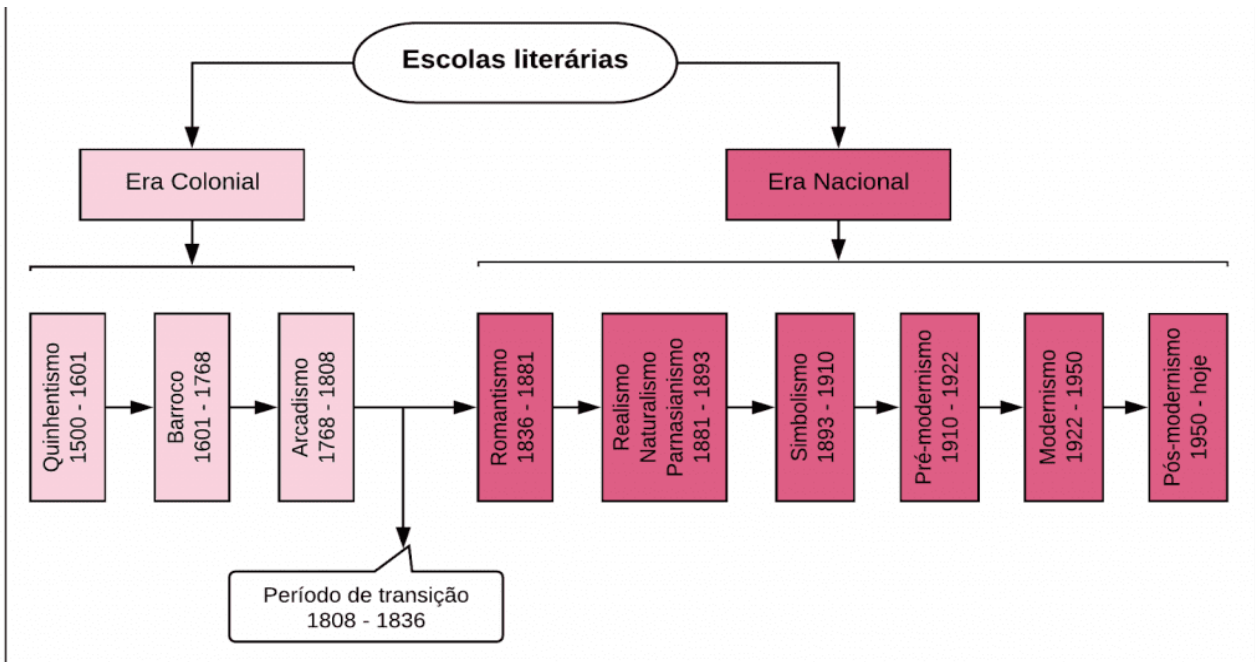 Escolas literárias
Era Colonial
Era Nacional
Quinhentismo
1500 - 1601
Barroco
1601 - 1768
Arcadismo
1768 - 1808
Romantismo
1836 - 1881
Realismo
Naturalismo
Parnasianismo
1881 - 1893
Simbolismo
1893 - 1910
Pré-modernismo
1910 - 1922
Modernismo
1922 - 1950
Pós-modernismo
1950 - hoje
Período de transição
1808 - 1836